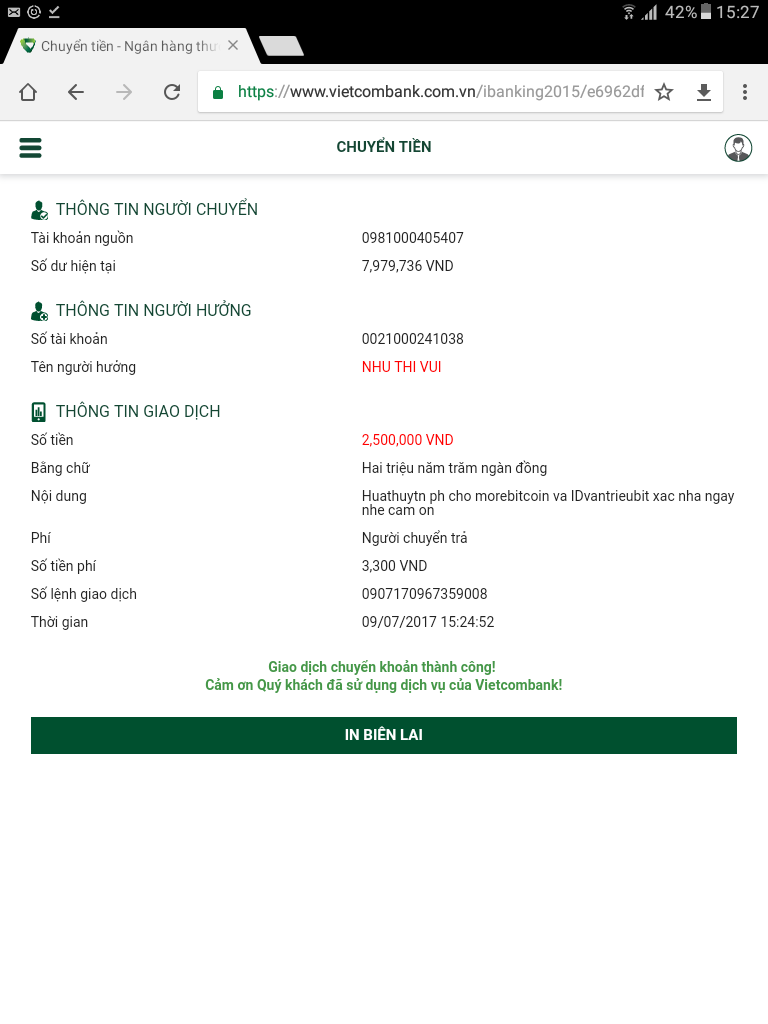 42% 15:27
Chuyển tiền - Ngân hàng thư
https://www.vietcombank.com.vn/ibanking2015/e6962df
CHUYỂN TIỀN
THÔNG TIN NGƯỜI CHUYỂN
Tài khoản nguồn 0981000405407
Số dư hiện tại 7,979,736 VND
THÔNG TIN NGƯỜI HƯỞNG
Số tài khoản 0021000241038
Tên người hưởng NHU THI VUI
THÔNG TIN GIAO DỊCH
Số tiền 2,500,000 VND
Bằng chữ Hai triệu năm trăm ngàn đồng
Nội dung Huathuytn ph cho morebitcoin va IDvantrieubit xac nha ngay
nhe cam on
Phí Người chuyển trả
Số tiền phí 3,300 VND
Số lệnh giao dịch 0907170967359008
Thời gian 09/07/2017 15:24:52
Giao dịch chuyển khoản thành công!
Cảm ơn Quý khách đã sử dụng dịch vụ của Vietcombank!
IN BIÊN LAI